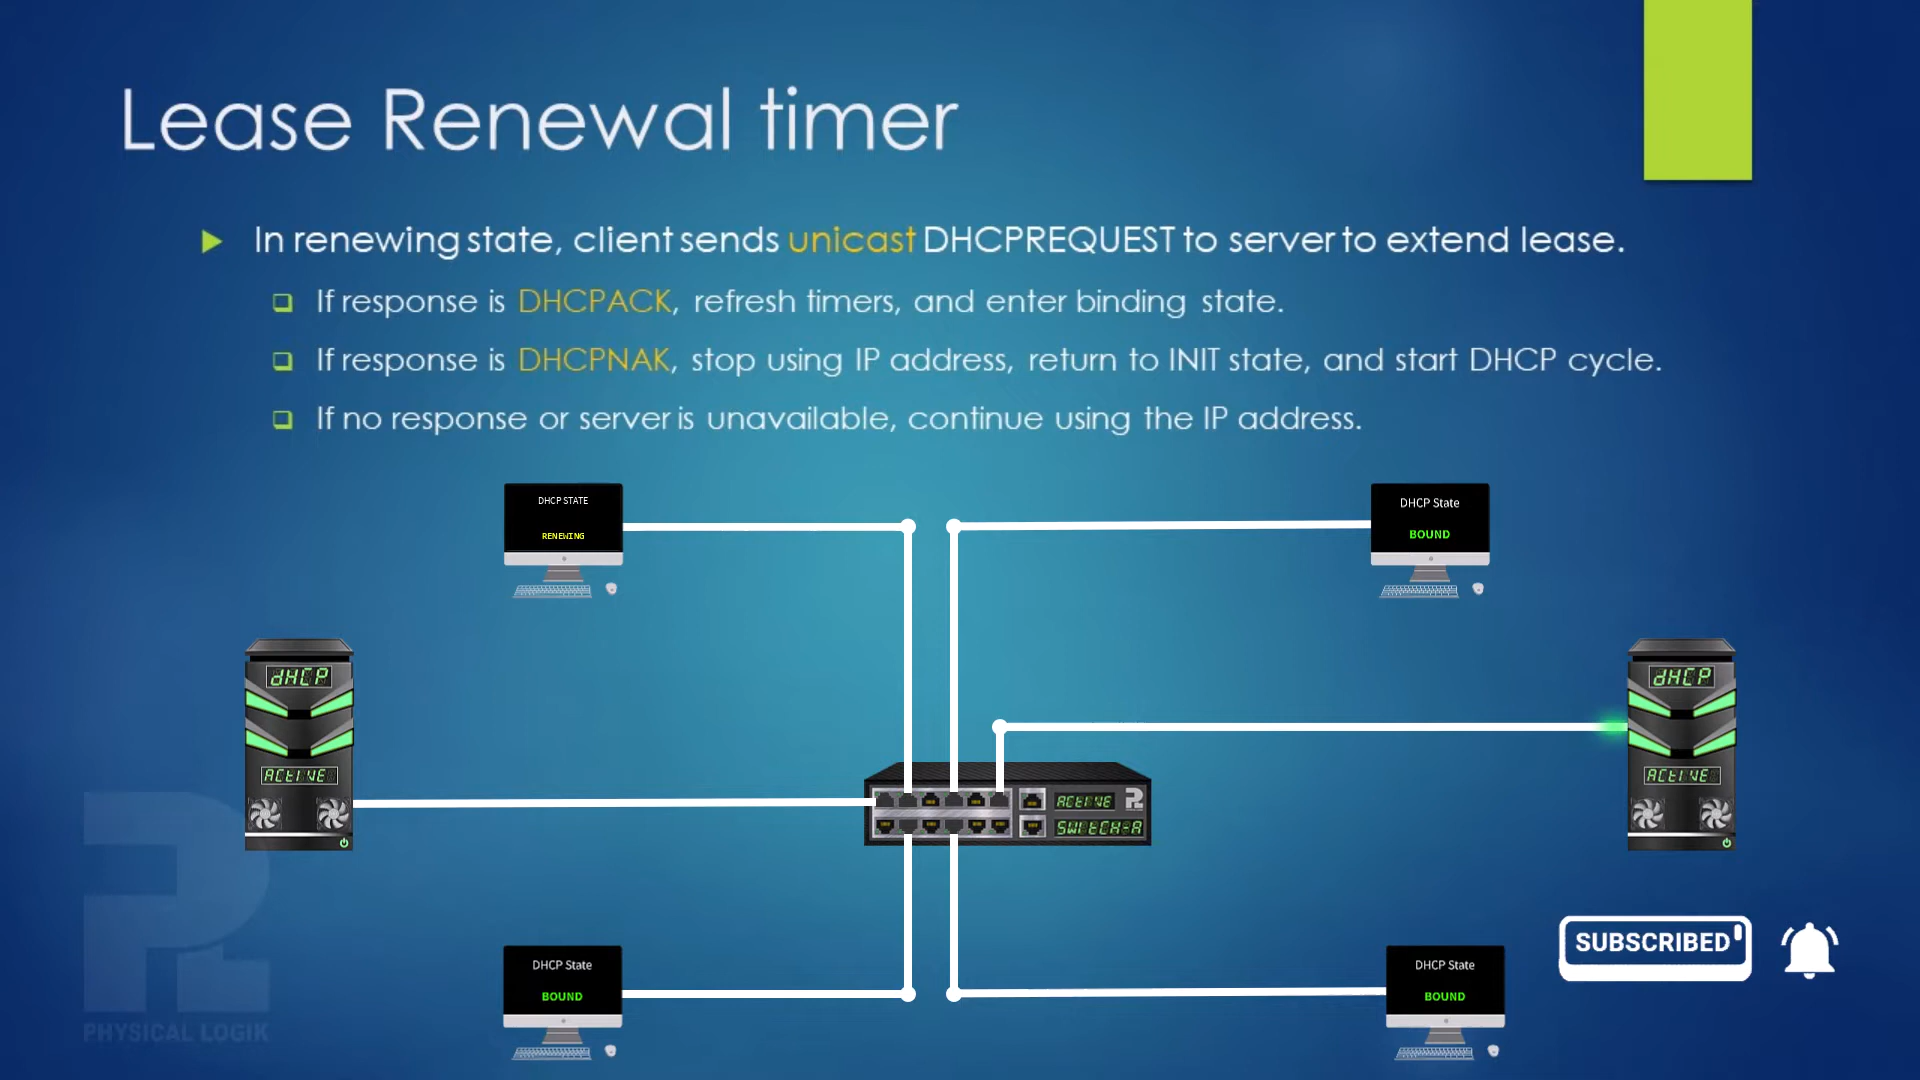 Lease Renewal timer
In renewing state, client sends unicast DHCPREQUEST to server to extend lease.
If response is DHCPACK, refresh timers, and enter binding state.
If response is DHCPNAK, stop using IP address, return to INIT state, and start DHCP cycle.
If no response or server is unavailable, continue using the IP address.
DHCP STATE
RENEWING
DHCP State
BOUND
dHCP
ACtIVE
dHCP
ACtIVE
ACtIVE
SWItCH-A
DHCP State
BOUND
DHCP State
BOUND
SUBSCRIBED
PL
PHYSICAL LOGIK